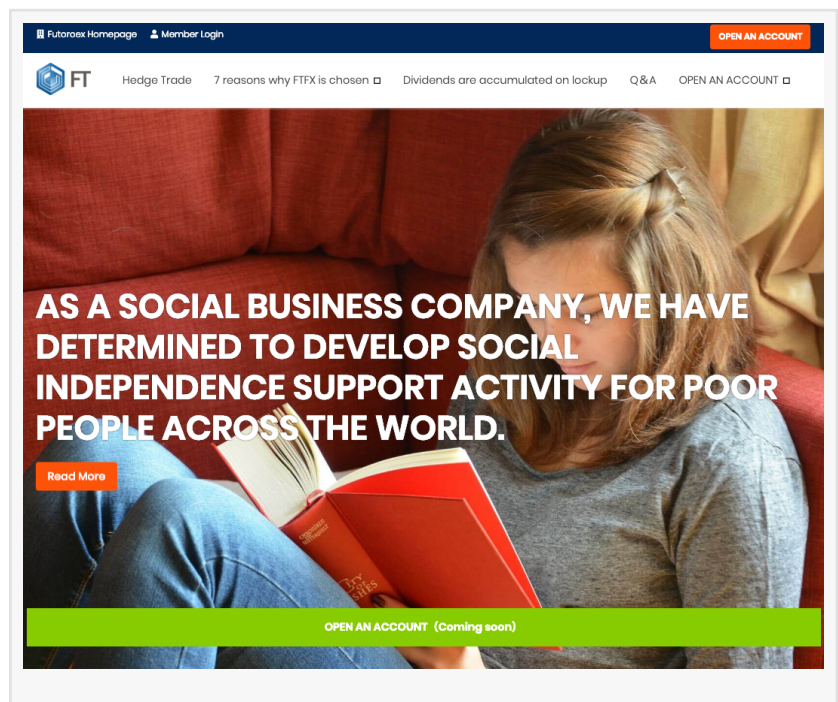 Futoroex Homepage Member Login OPEN AN ACCOUNT
FT Hedge Trade 7 reasons why FTFX is chosen Dividends are accumulated on lockup Q&A OPEN AN ACCOUNT
AS A SOCIAL BUSINESS COMPANY, WE HAVE
DETERMINED TO DEVELOP SOCIAL
INDEPENDENCE SUPPORT ACTIVITY FOR POOR
PEOPLE ACROSS THE WORLD.
Read More
OPEN AN ACCOUNT (Coming soon)